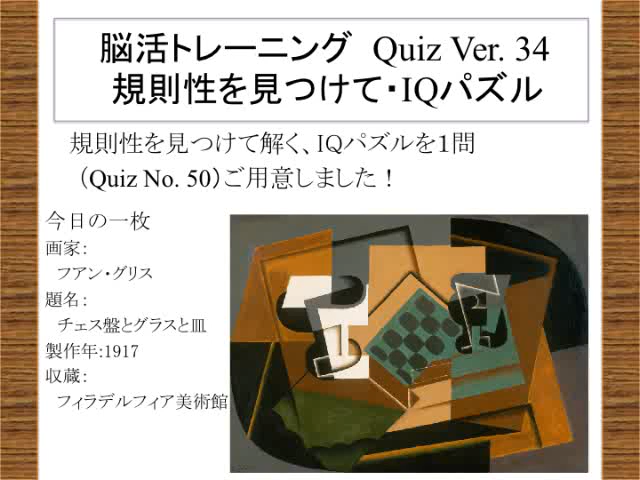 脳活トレーニング Quiz Ver. 34
規則性を見つけて・IQパズル
規則性を見つけて解く、IQパズルを１問
（Quiz No. 50）ご用意しました！
今日の一枚
画家：
フアン・グリス
題名：
チェス盤とグラスと皿
製作年:1917
収蔵：
フィラデルフィア美術館